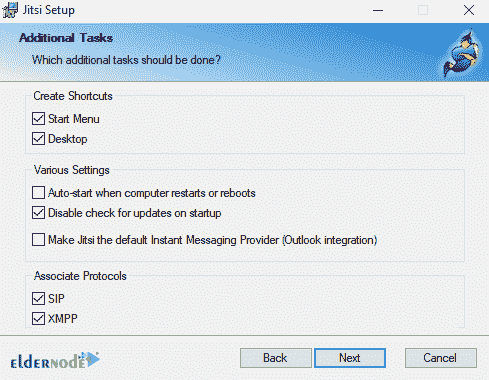 Jitsi Setup
Additional Tasks
Which additional tasks should be done?
Create Shortcuts
Start Menu
Desktop
Various Settings
Auto-start when computer restarts or reboots
Disable check for updates on startup
Make Jitsi the default Instant Messaging Provider (Outlook integration)
Associate Protocols
SIP
XMPP
eldernode
Back
Next
Cancel